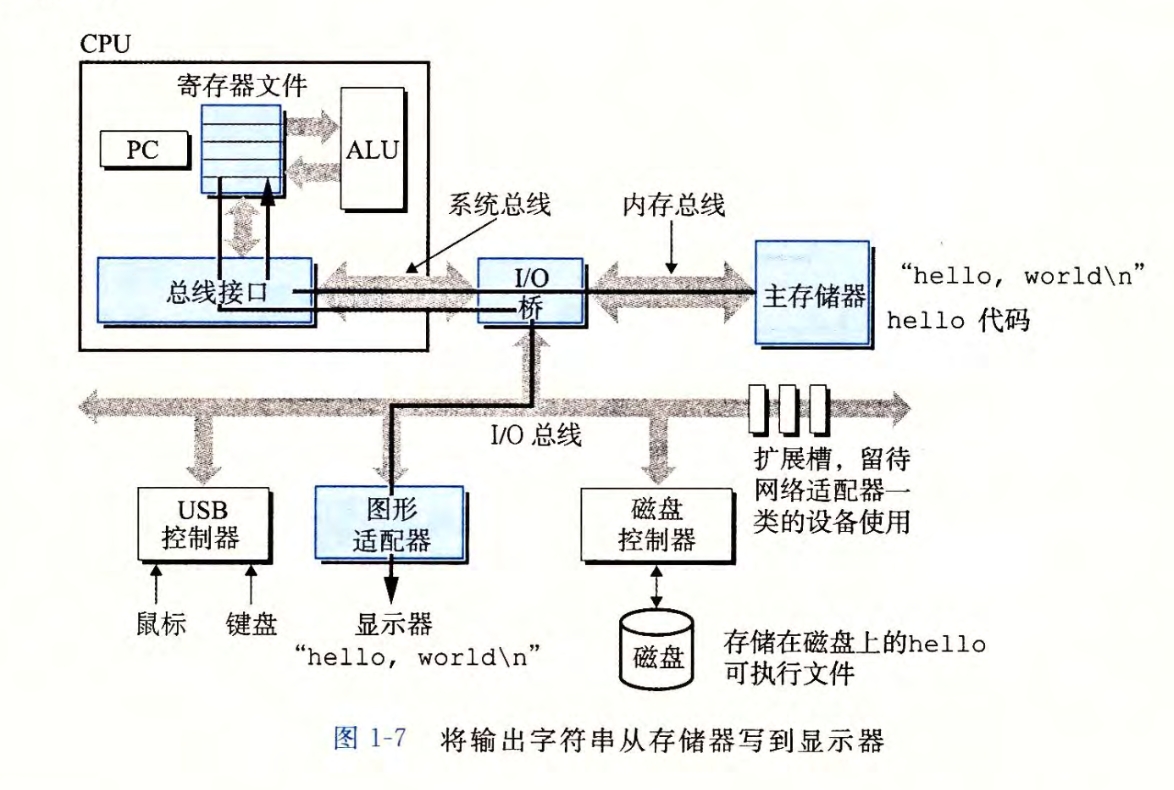 CPU
寄存器文件
PC
ALU
系统总线
内存总线
总线接口
I/O
桥
主存储器
“hello, world\n”
hello 代码
I/O 总线
扩展槽，留待
网络适配器一
类的设备使用
USB
控制器
图形
适配器
磁盘
控制器
鼠标
键盘
显示器
“hello, world\n”
磁盘
存储在磁盘上的hello
可执行文件
图 1-7 将输出字符串从存储器写到显示器